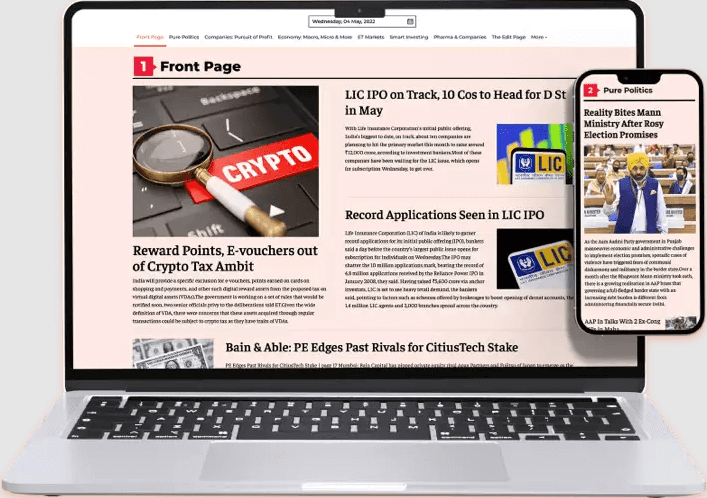 Wednesday, 04 May, 2022
Front Page Pure Politics Companies: Pursuit of Profit Economy: Macro, Micro & More ET Markets Smart Investing Pharma & Companies The Edit Page More
1 Front Page
CRYPTO
Shift
Reward Points, E-vouchers out
of Crypto Tax Ambit
India will provide a specific exclusion for e-vouchers, points earned on cards on
shopping and payments, and other such digital reward assets from the proposed tax on
virtual digital assets (VDAs).The government is working on a set of rules that would be
notified soon, two senior officials privy to the deliberations told ET.Given the wide
definition of VDA, there were concerns that these assets acquired through regular
transactions could be subject to crypto tax as they have traits of VDAs.
LIC IPO on Track, 10 Cos to Head for D St
in May
With Life Insurance Corporation's initial public offering,
India's biggest to date, on track, about ten companies are
planning to hit the primary market this month to raise around
₹12,000 crore, according to investment bankers.Most of these
companies have been waiting for the LIC issue, which opens
for subscription Wednesday, to get over.
LIC
Record Applications Seen in LIC IPO
Life Insurance Corporation (LIC) of India is likely to garner
record applications for its initial public offering (IPO), bankers
said a day before the country's largest public issue opens for
subscription for individuals on Wednesday.The IPO may
shatter the 10 million applications mark, beating the record of
4.8 million applications received by the Reliance Power IPO in
January 2008, they said. Having raised ₹5,600 crore via anchor
investors, LIC is set to see heavy retail demand, the bankers
said, pointing to factors such as schemes offered by brokerages to boost opening of demat accounts, the
1.4 million LIC agents and 2,000 branches spread across the country.
LIC
Bain & Able: PE Edges Past Rivals for CitiusTech Stake
PE Edges Past Rivals for CitiusTech Stake | page 17 Mumbai: Bain Capital has pipped private equity rival
2 Pure Politics
Reality Bites Mann
Ministry After Rosy
Election Promises
As the Aam Aadmi Party government in Punjab
manoeuvres economic and administrative challenges
to implement election promises, sporadic cases of
violence have triggered fears of communal
disharmony and militancy in the border state.Over a
month after the Bhagwant Mann ministry took oath,
there is a growing realisation in AAP brass that
governing a full-fledged border state with an
increasing debt burden is different from
administering financially secure Delhi.
AAP In Talks With 2 Ex-Cong